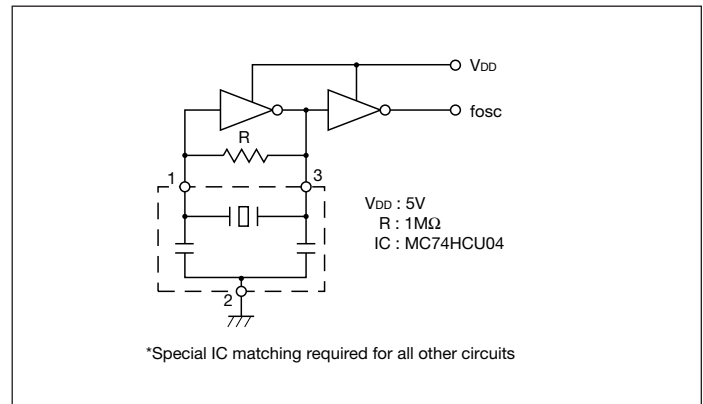 VDD
fosc
R
1
3
VDD : 5V
R : 1MΩ
IC : MC74HCU04
2
*Special IC matching required for all other circuits